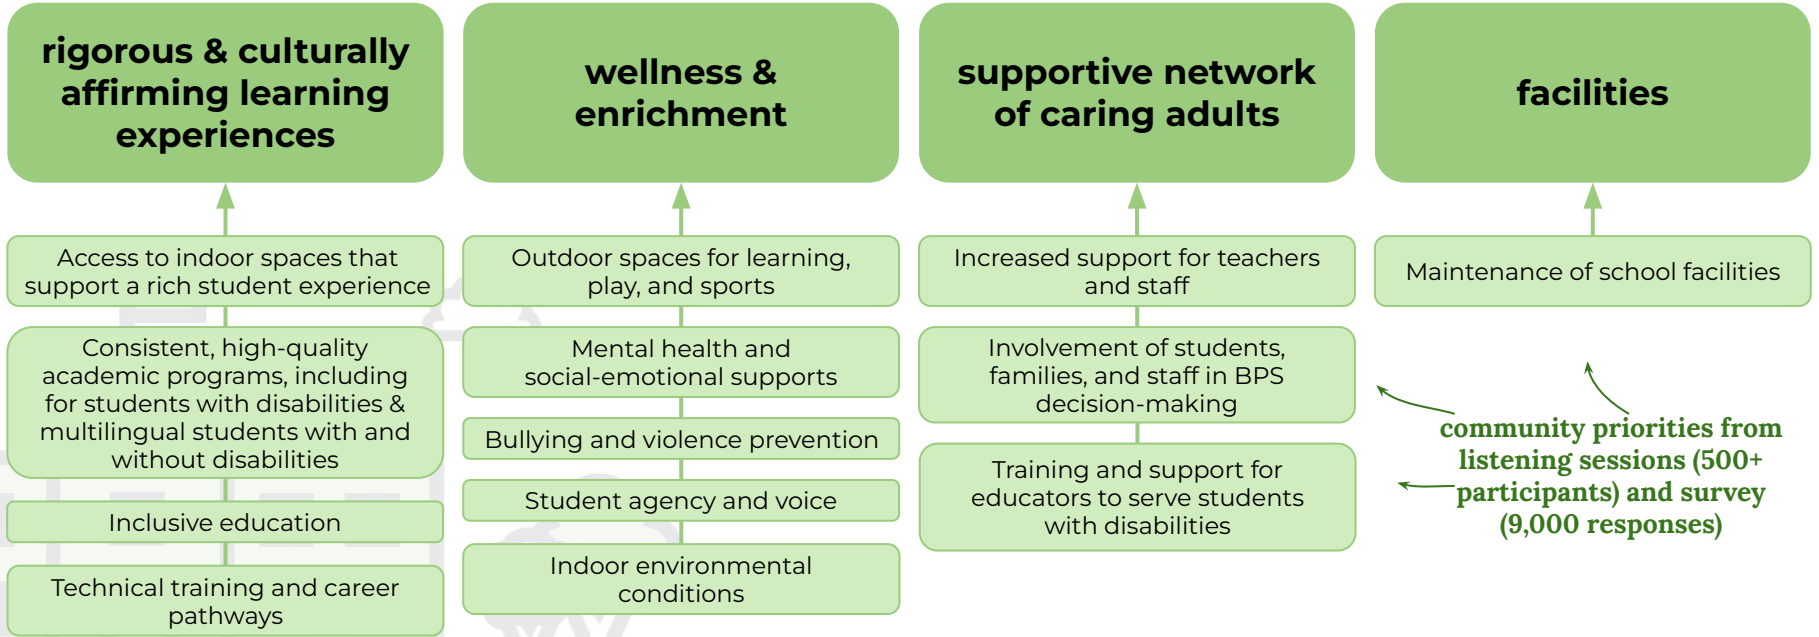 rigorous & culturally
affirming learning
experiences
Access to indoor spaces that
support a rich student experience
Consistent, high-quality
academic programs, including
for students with disabilities &
multilingual students with and
without disabilities
Inclusive education
Technical training and career
pathways
wellness &
enrichment
Outdoor spaces for learning,
play, and sports
Mental health and
social-emotional supports
Bullying and violence prevention
Student agency and voice
Indoor environmental
conditions
supportive network
of caring adults
Increased support for teachers
and staff
Involvement of students,
families, and staff in BPS
decision-making
Training and support for
educators to serve students
with disabilities
facilities
Maintenance of school facilities
community priorities from
listening sessions (500+
participants) and survey
(9,000 responses)